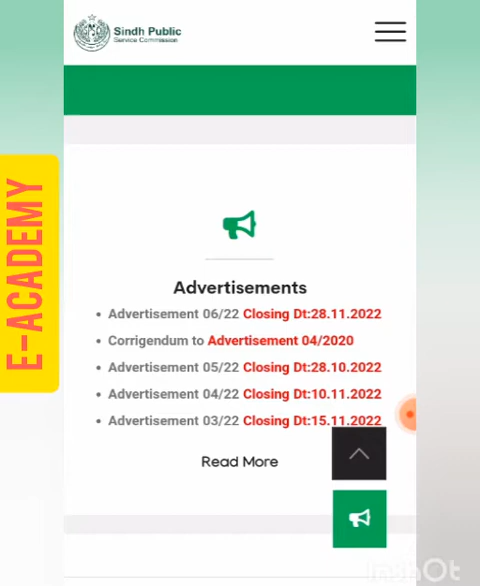 Sindh Public
Service Commission
E-ACADEMY
Advertisements
Advertisement 06/22 Closing Dt:28.11.2022
Corrigendum to Advertisement 04/2020
Advertisement 05/22 Closing Dt:28.10.2022
Advertisement 04/22 Closing Dt:10.11.2022
Advertisement 03/22 Closing Dt:15.11.2022
Read More